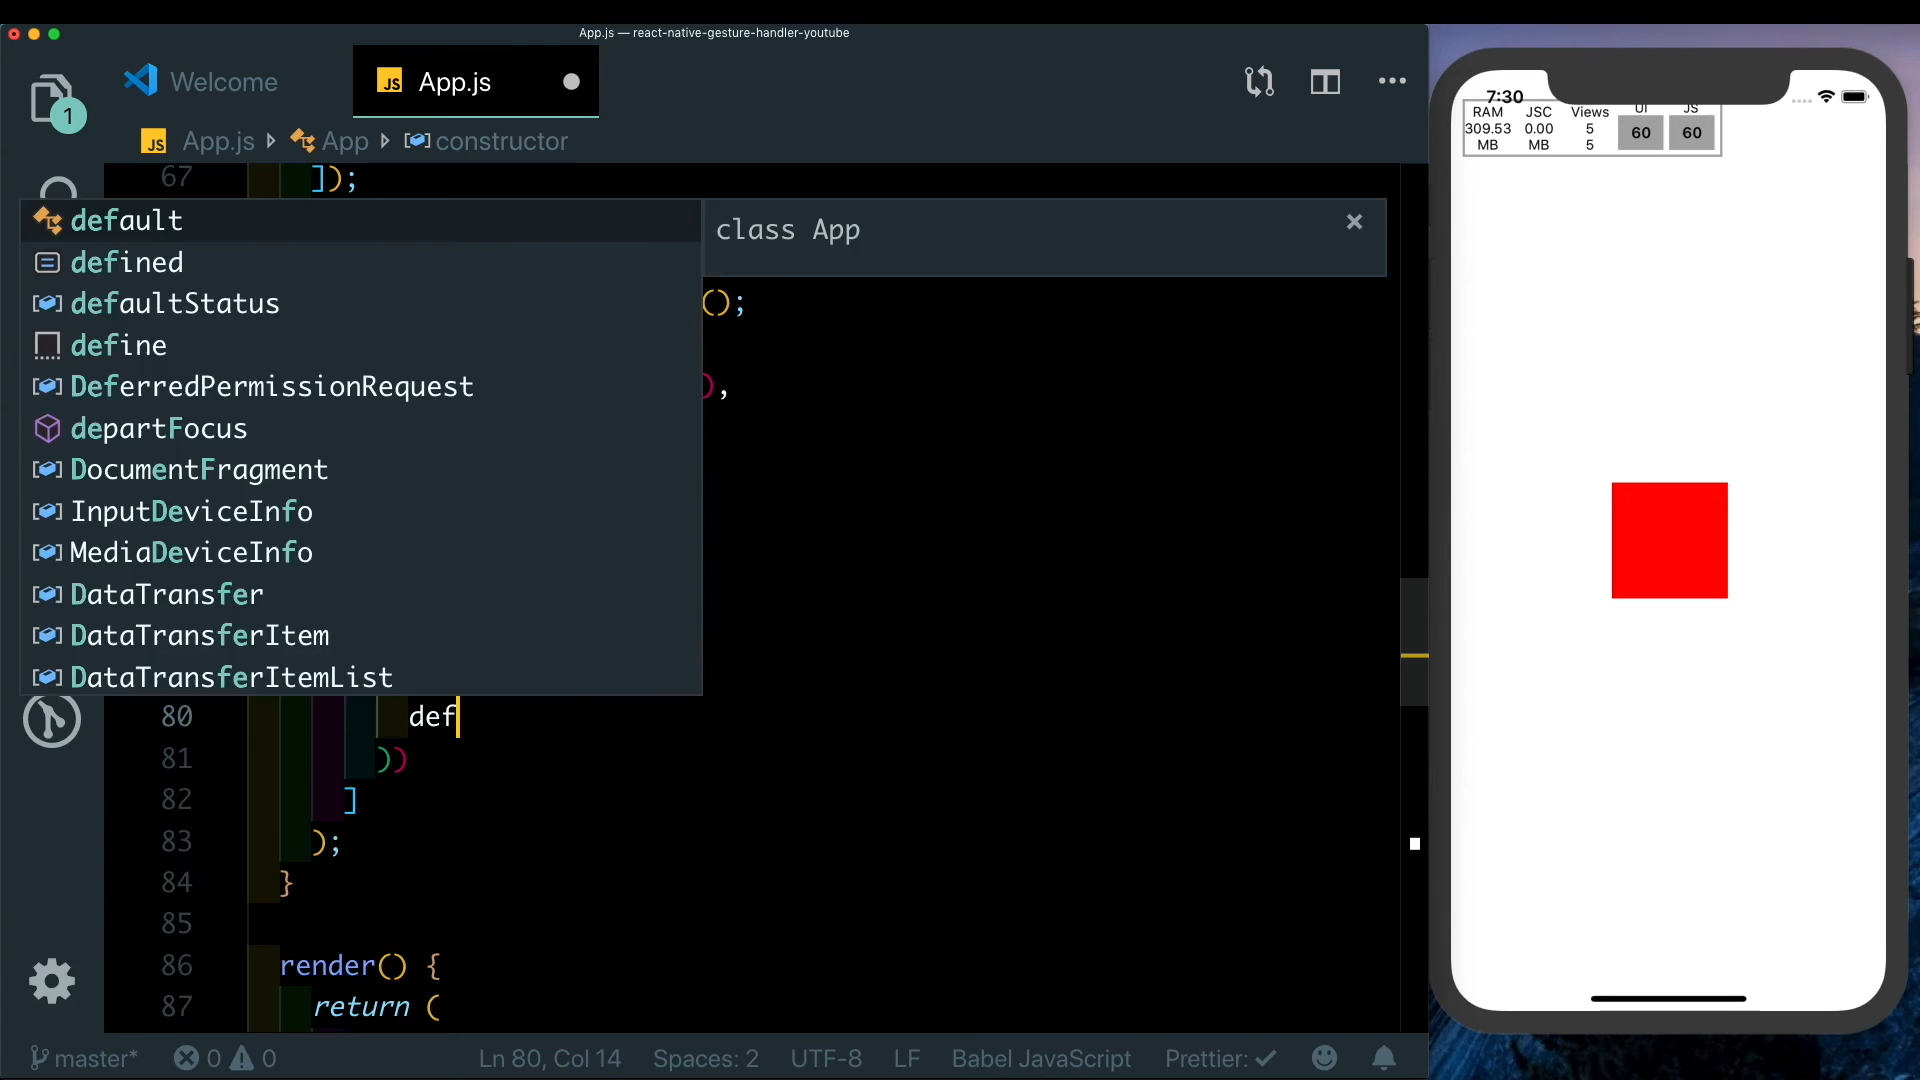 App.js — react-native-gesture-handler-youtube
Welcome
JS App.js
1
JS App.js App constructor
67 ]);
default
defined
defaultStatus
define
DeferredPermissionRequest
departFocus
DocumentFragment
InputDeviceInfo
MediaDeviceInfo
DataTransfer
DataTransferItem
DataTransferItemList
class App
();
),
80 def
81 ))
82 ]
83 );
84 }
85
86 render() {
87 return (
master* 0 0 Ln 80, Col 14 Spaces: 2 UTF-8 LF Babel JavaScript Prettier:
7:30
RAM JSC Views UI JS
309.53 0.00 5 60 60
MB MB 5